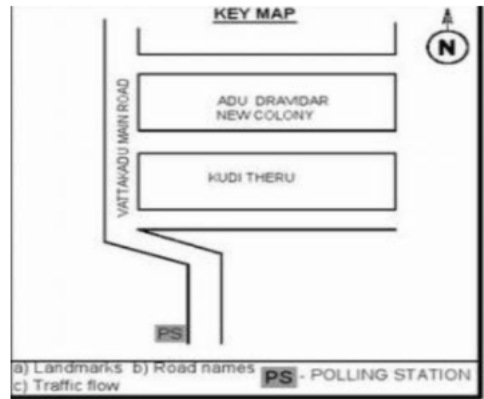 KEY MAP
N
ADU DRAVIDAR
NEW COLONY
VATTAKADU MAIN ROAD
KUDI THERU
PS
a) Landmarks b) Road names
c) Traffic flow
PS - POLLING STATION